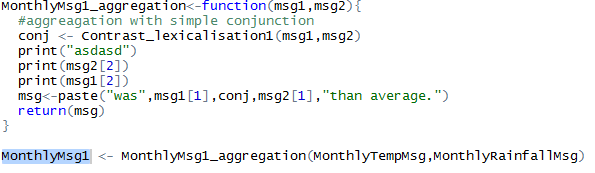 MonthlyMsg1_aggregation<-function(msg1,msg2){
#aggreagation with simple conjunction
conj <- Contrast_lexicalisation1(msg1,msg2)
print("asdasd")
print(msg2[2])
print(msg1[2])
msg<-paste("was",msg1[1],conj,msg2[1],"than average.")
return(msg)
}
MonthlyMsg1 <- MonthlyMsg1_aggregation(MonthlyTempMsg,MonthlyRainfallMsg)